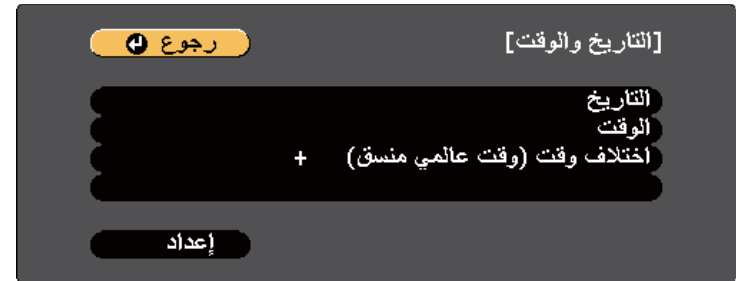 [التاريخ والوقت]
رجوع
التاريخ
الوقت
اختلاف وقت (وقت عالمي منسق) +
إعداد